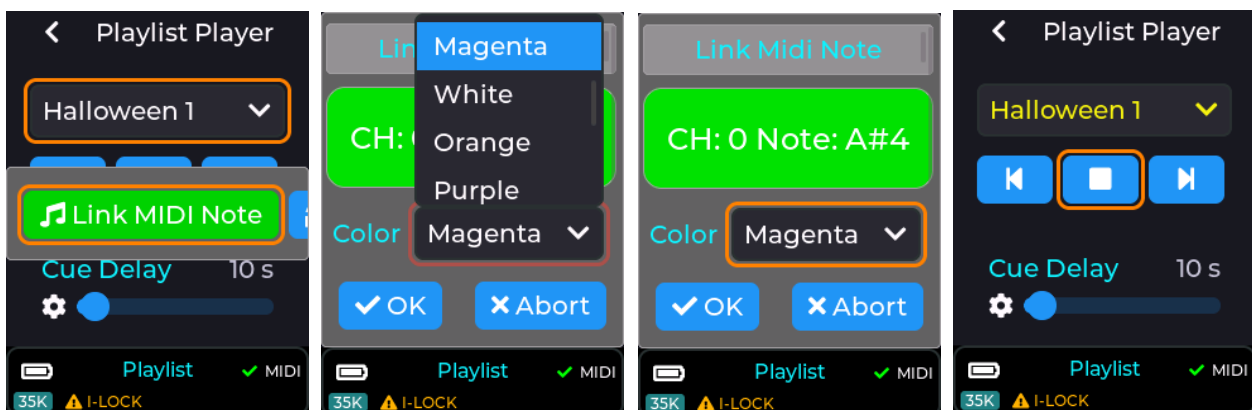 Playlist Player
Halloween 1
Link MIDI Note
Cue Delay 10 s
Playlist MIDI
35K I-LOCK
Lin
Magenta
White
CH:
Orange
Purple
Color Magenta
OK Abort
Playlist MIDI
35K I-LOCK
Link Midi Note
CH: 0 Note: A#4
Color Magenta
OK Abort
Playlist MIDI
35K I-LOCK
Playlist Player
Halloween 1
Cue Delay 10 s
Playlist MIDI
35K I-LOCK